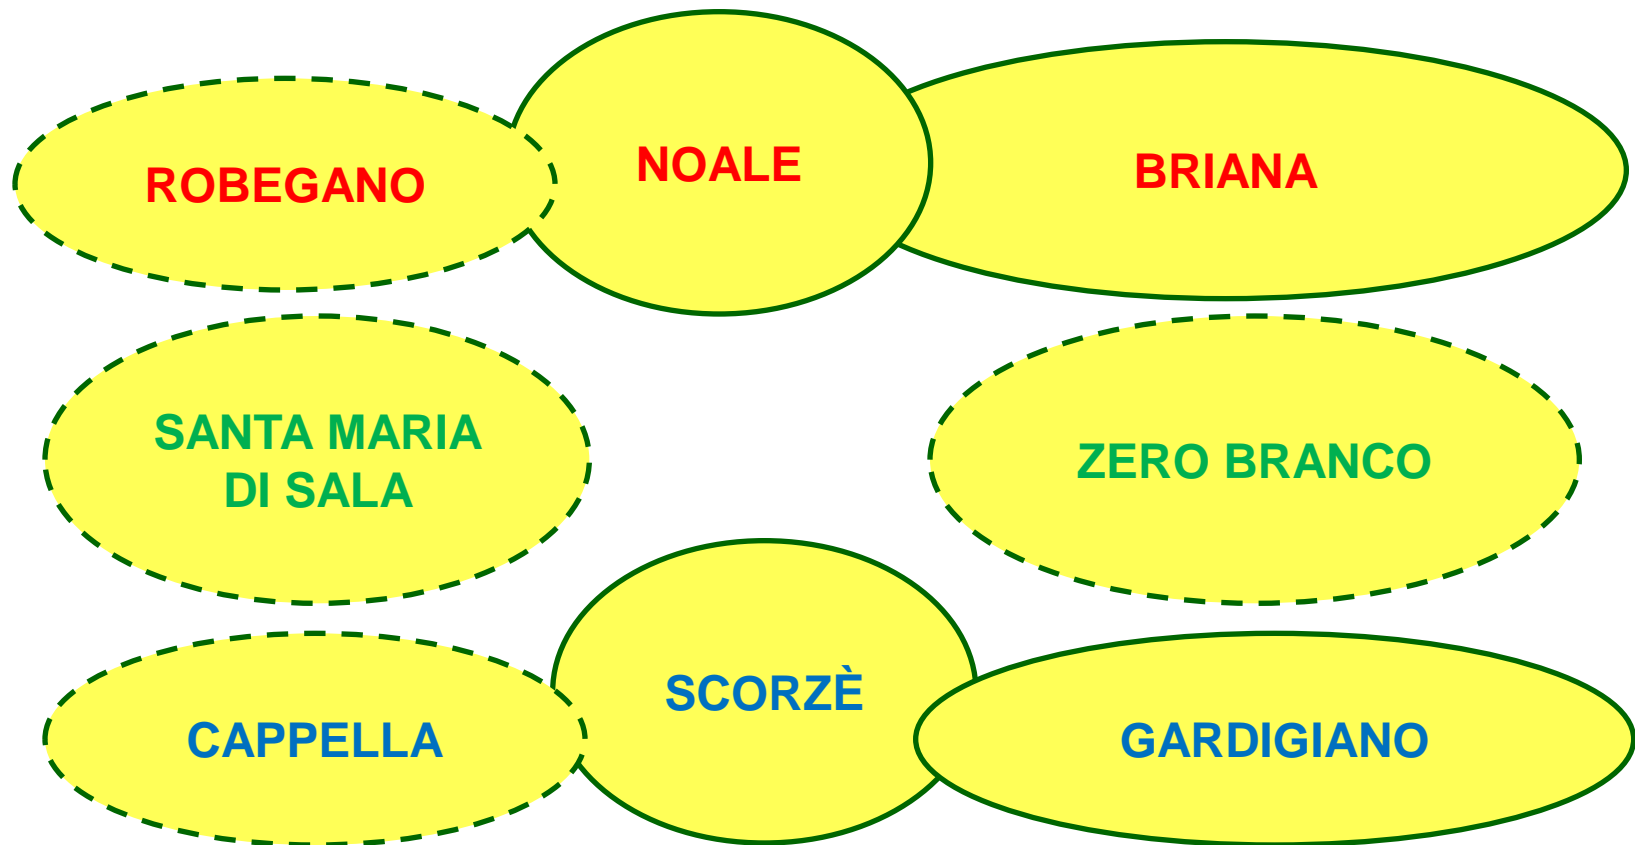 ROBEGANO
NOALE
BRIANA
SANTA MARIA
DI SALA
ZERO BRANCO
CAPPELLA
SCORZÈ
GARDIGIANO